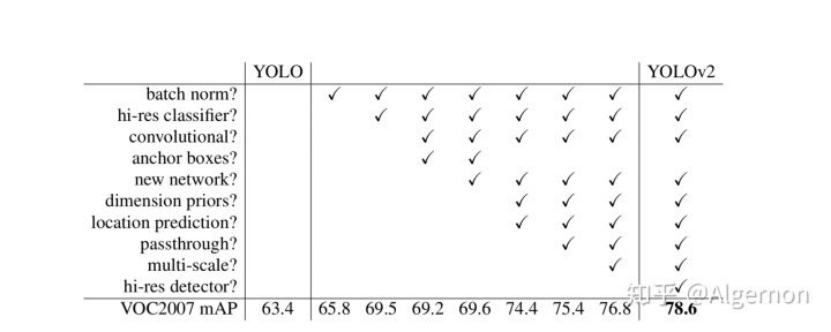 YOLO YOLOv2
batch norm? ✓ ✓ ✓ ✓ ✓ ✓ ✓ ✓
hi-res classifier? ✓ ✓ ✓ ✓ ✓ ✓ ✓
convolutional? ✓ ✓ ✓ ✓ ✓ ✓
anchor boxes? ✓ ✓
new network? ✓ ✓ ✓ ✓ ✓
dimension priors? ✓ ✓ ✓ ✓
location prediction? ✓ ✓ ✓ ✓
passthrough? ✓ ✓ ✓
multi-scale? ✓ ✓
hi-res detector? ✓
VOC2007 mAP 63.4 65.8 69.5 69.2 69.6 74.4 75.4 76.8 78.6
知乎 @Algernon